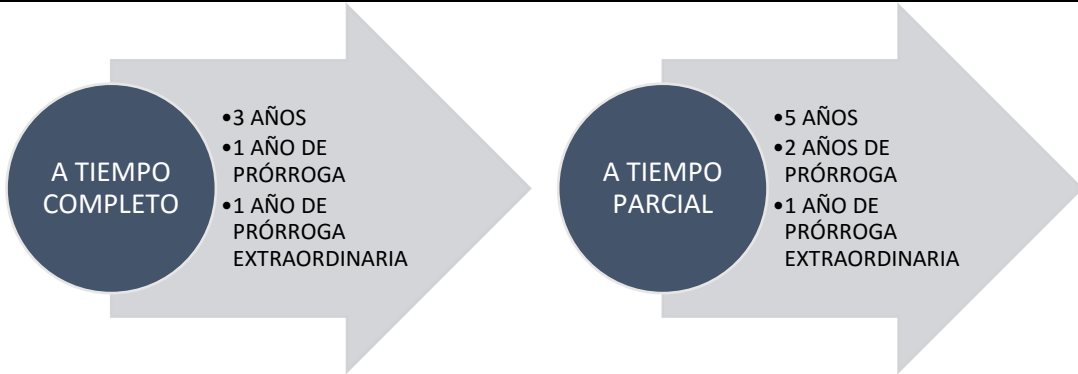 A TIEMPO
COMPLETO
•3 AÑOS
•1 AÑO DE
PRÓRROGA
•1 AÑO DE
PRÓRROGA
EXTRAORDINARIA
A TIEMPO
PARCIAL
•5 AÑOS
•2 AÑOS DE
PRÓRROGA
•1 AÑO DE
PRÓRROGA
EXTRAORDINARIA